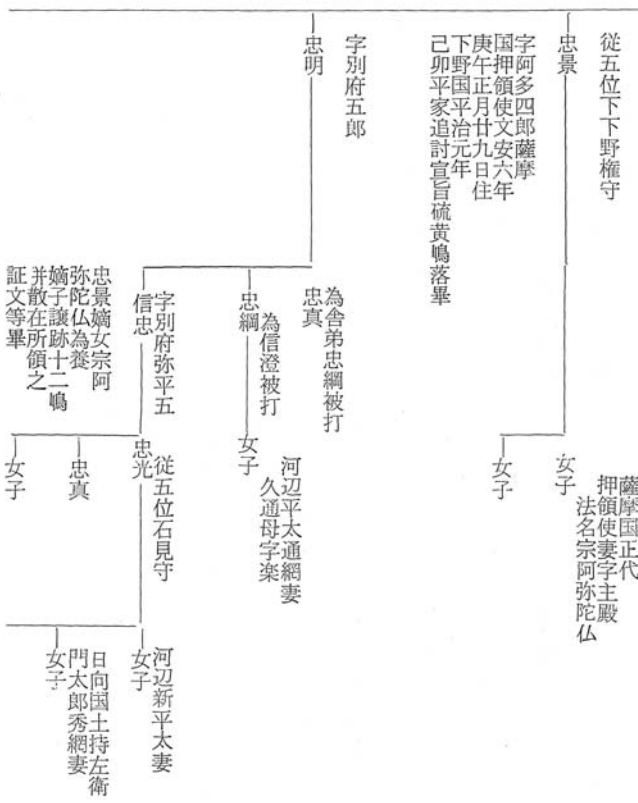 従五位下下野権守
忠景
字阿多四郎薩摩
国押領使文安六年
庚午正月廿九日住
下野国平治元年
己卯平家追討宣旨硫黄嶋落畢
薩摩国正代
押領使妻字主殿
法名宗阿弥陀仏
女子
女子
字別府五郎
忠明
為舎弟忠綱被打
忠真
為信澄被打
忠綱
河辺平太通綱妻
久通母字楽
女子
字別府弥平五
信忠
忠景嫡女宗阿
弥陀仏為養
嫡子譲跡十二嶋
并散在所領之
証文等畢
従五位石見守
忠光
忠真
女子
河辺新平太妻
女子
日向国土持左衛
門太郎秀綱妻
女子